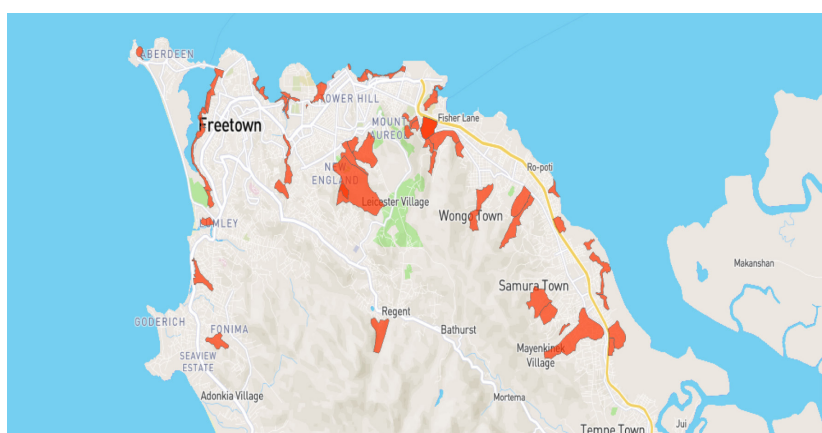 ABERDEEN
TOWER HILL
Freetown
MOUNT
AUREOL
Fisher Lane
NEW
ENGLAND
Ro-poti
Leicester Village
Wongo Town
LUMLEY
Makanshan
Samura Town
Regent
GODERICH
FONIMA
Bathurst
Mayenkinek
Village
SEAVIEW
ESTATE
Adonkia Village
Mortema
Jui
Tempe Town